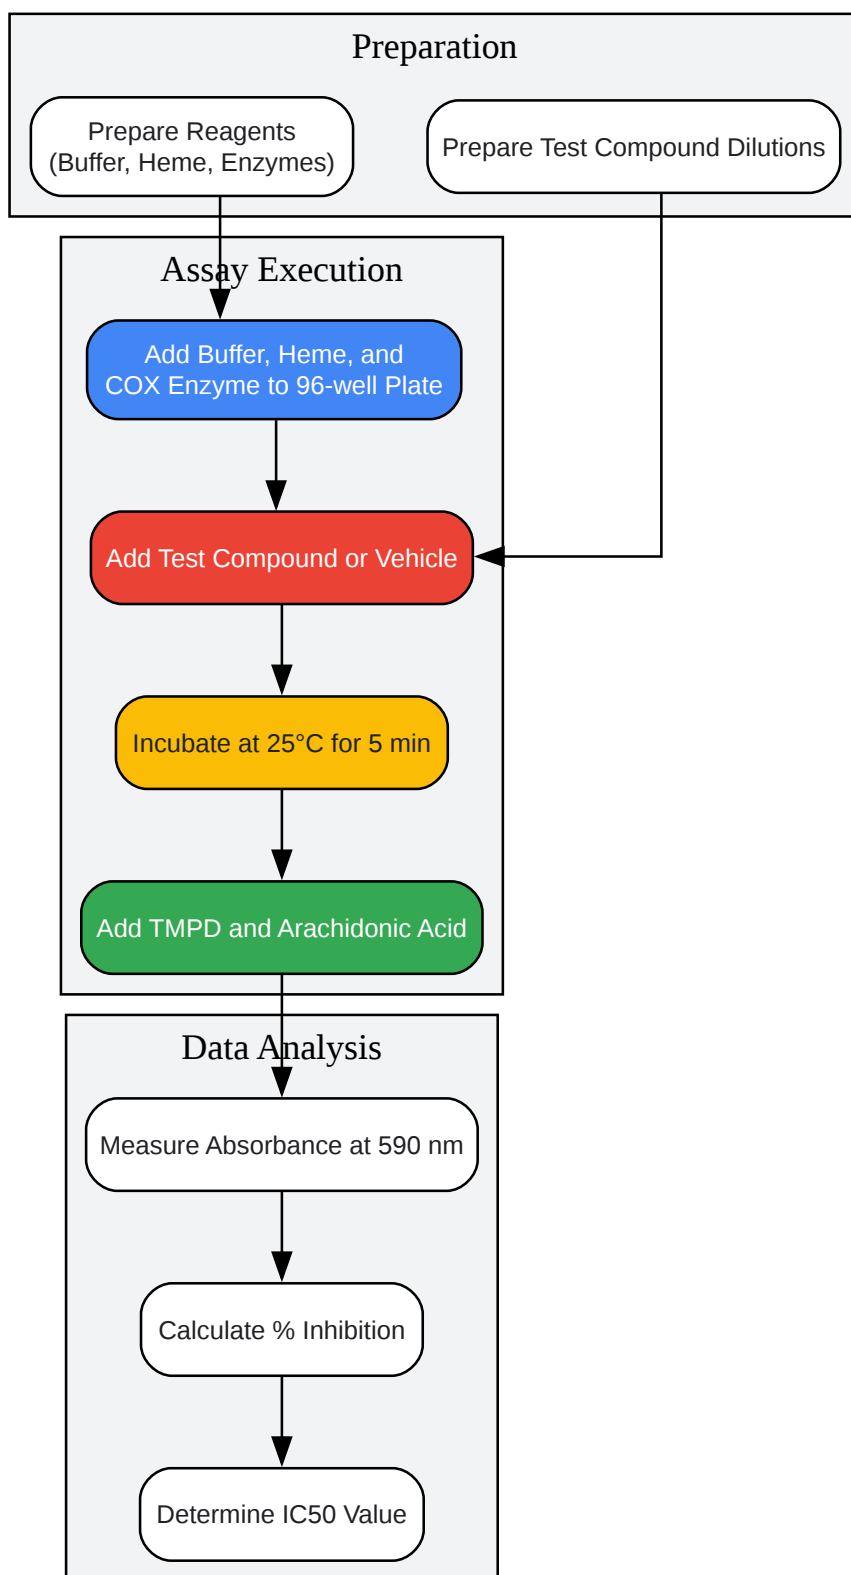 Preparation
Prepare Reagents
(Buffer, Heme, Enzymes)
Prepare Test Compound Dilutions
Assay Execution
Add Buffer, Heme, and
COX Enzyme to 96-well Plate
Add Test Compound or Vehicle
Incubate at 25°C for 5 min
Add TMPD and Arachidonic Acid
Data Analysis
Measure Absorbance at 590 nm
Calculate % Inhibition
Determine IC50 Value